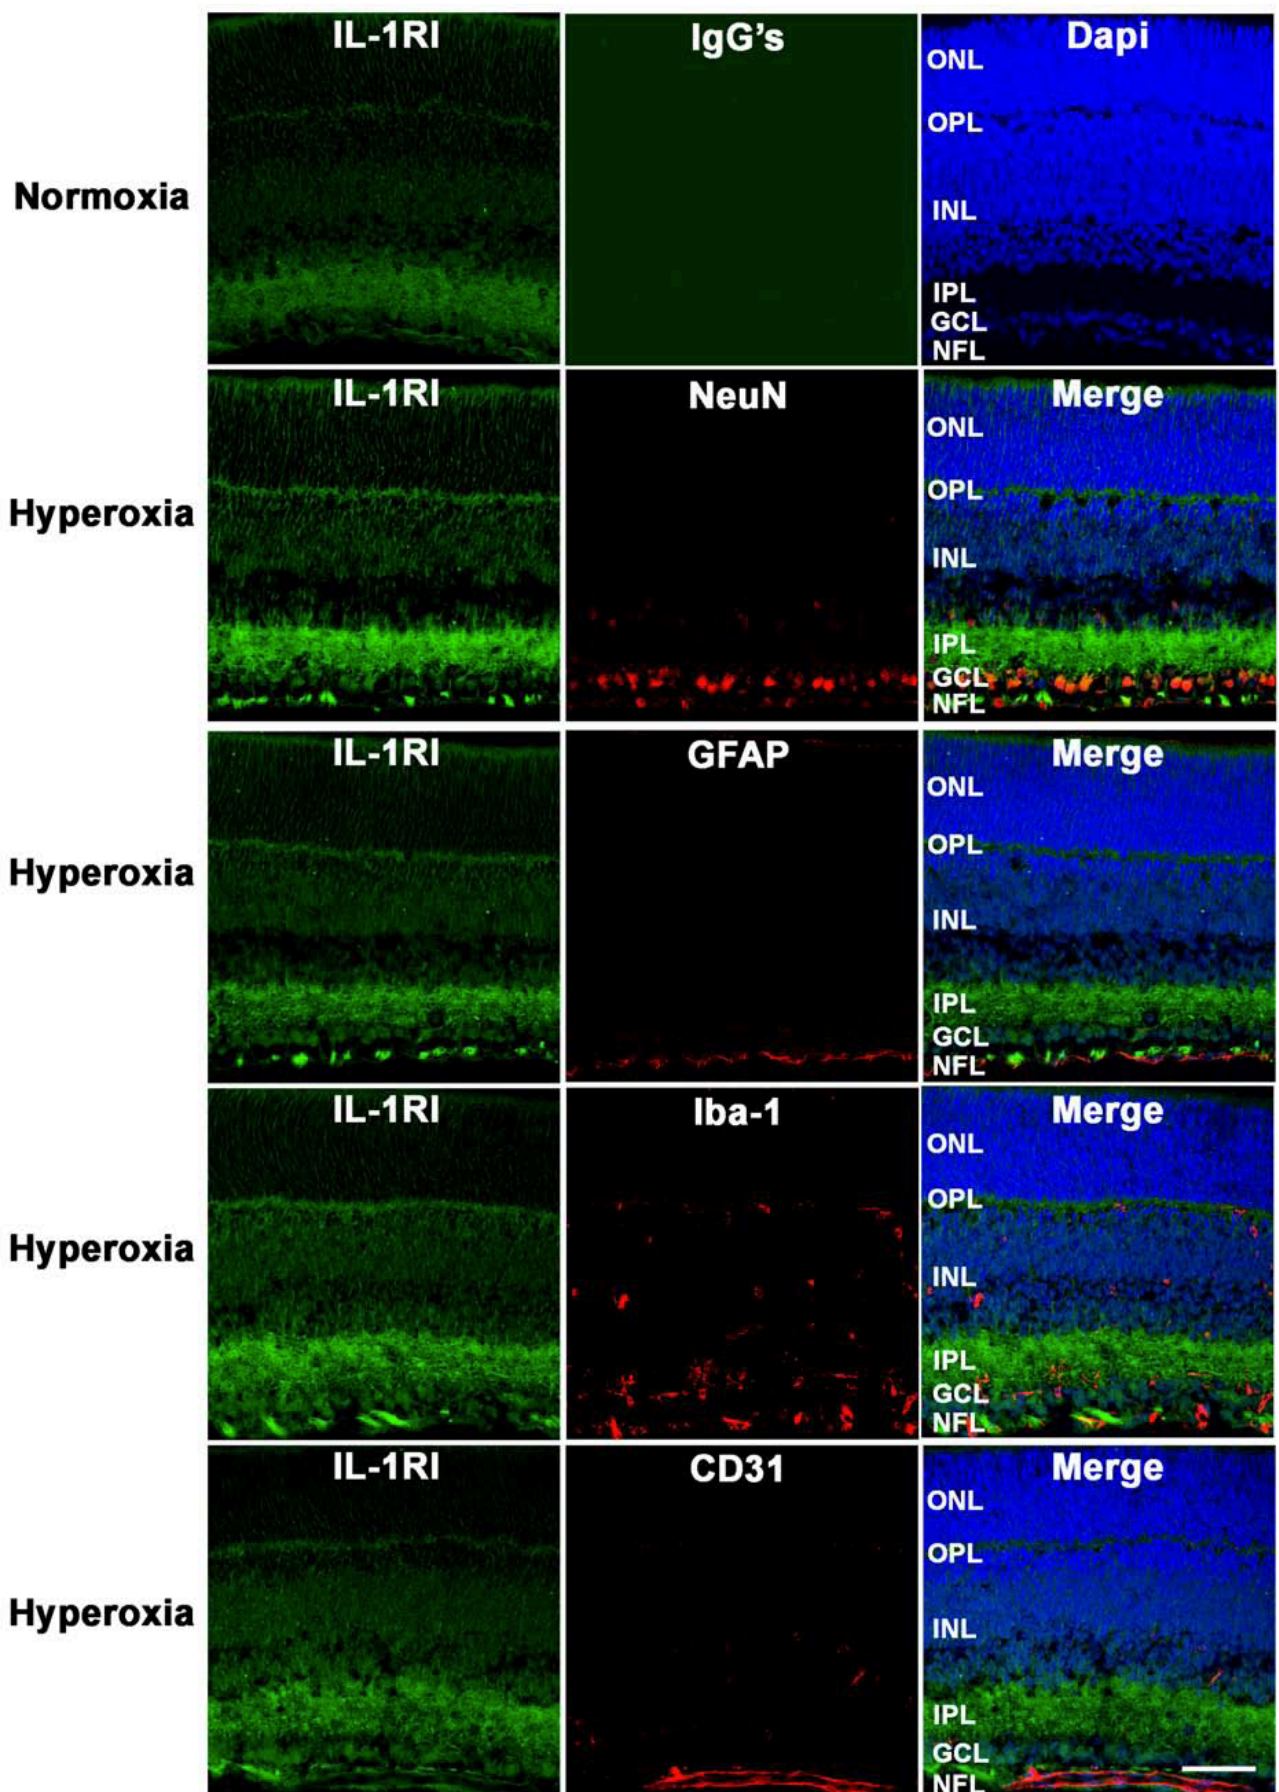 IL-1RI IgG's Dapi
ONL
OPL
Normoxia
INL
IPL
GCL
NFL
IL-1RI NeuN Merge
ONL
OPL
Hyperoxia
INL
IPL
GCL
NFL
IL-1RI GFAP Merge
ONL
OPL
Hyperoxia
INL
IPL
GCL
NFL
IL-1RI Iba-1 Merge
ONL
OPL
Hyperoxia
INL
IPL
GCL
NFL
IL-1RI CD31 Merge
ONL
OPL
Hyperoxia
INL
IPL
GCL
NFL